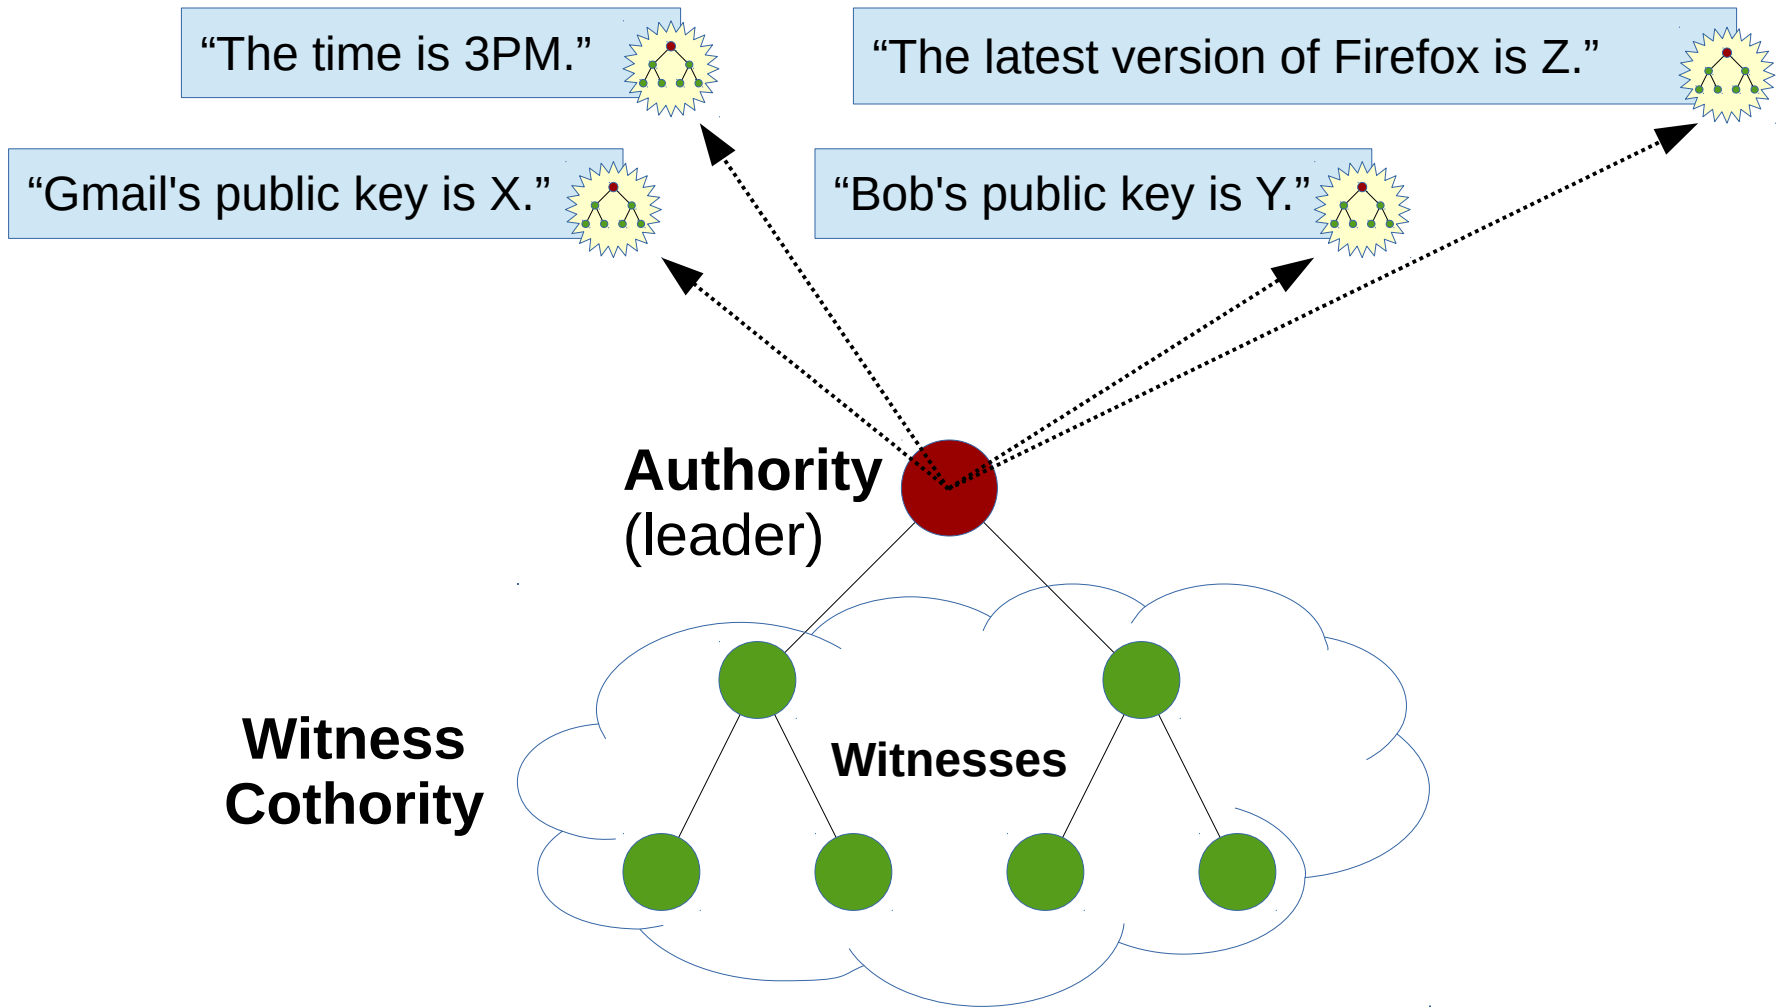 “The time is 3PM.”
“The latest version of Firefox is Z.”
“Gmail's public key is X.”
“Bob's public key is Y.”
Authority
(leader)
Witness
Cothority
Witnesses